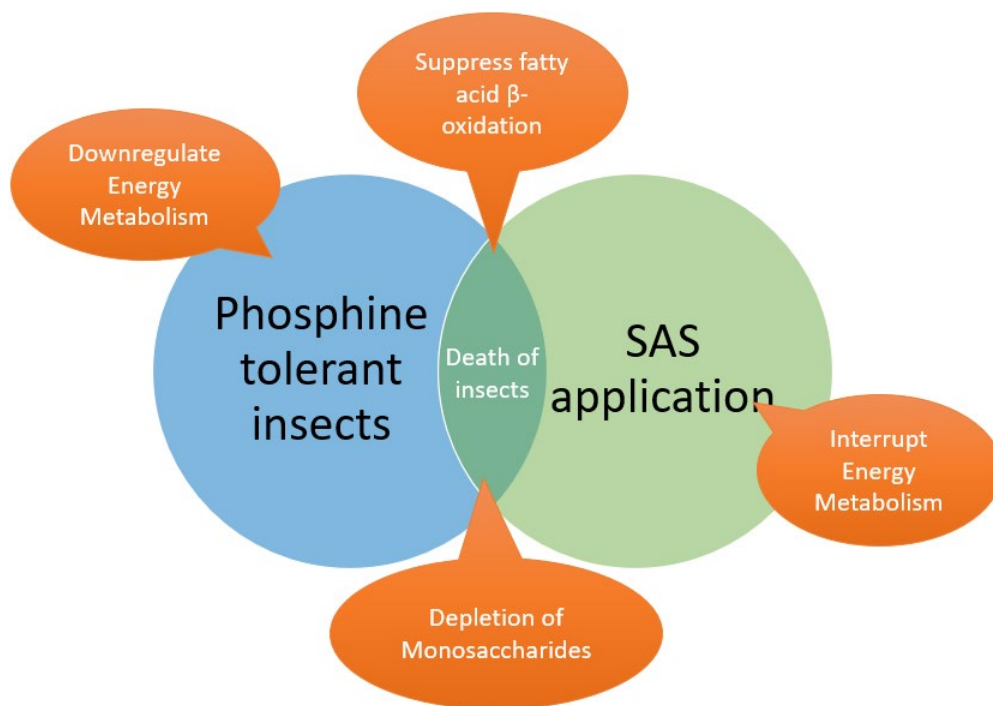 Suppress fatty
acid β-
oxidation
Downregulate
Energy
Metabolism
Phosphine
tolerant
insects
Death of
insects
SAS
application
Interrupt
Energy
Metabolism
Depletion of
Monosaccharides